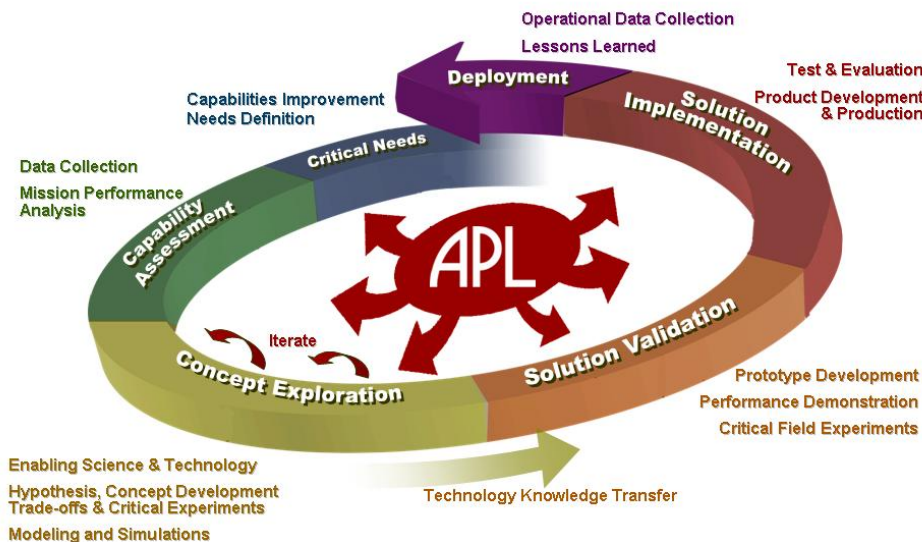 Operational Data Collection
Lessons Learned
Deployment
Test & Evaluation
Product Development
& Production
Solution
Implementation
Capabilities Improvement
Needs Definition
Critical Needs
Data Collection
Mission Performance
Analysis
Capability
Assessment
APL
Iterate
Concept Exploration
Solution Validation
Prototype Development
Performance Demonstration
Critical Field Experiments
Enabling Science & Technology
Hypothesis, Concept Development
Trade-offs & Critical Experiments
Modeling and Simulations
Technology Knowledge Transfer